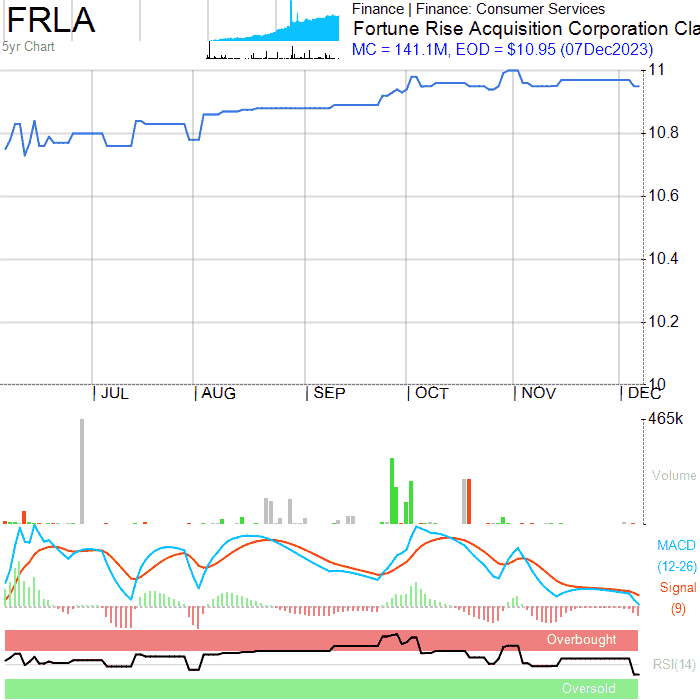 FRLA
5yr Chart
Finance | Finance: Consumer Services
Fortune Rise Acquisition Corporation Cla
MC = 141.1M, EOD = $10.95 (07Dec2023)
11
10.8
10.6
10.4
10.2
10
| JUL | AUG | SEP | OCT | NOV | DEC
465k
Volume
MACD
(12-26)
Signal
(9)
Overbought
RSI(14)
Oversold